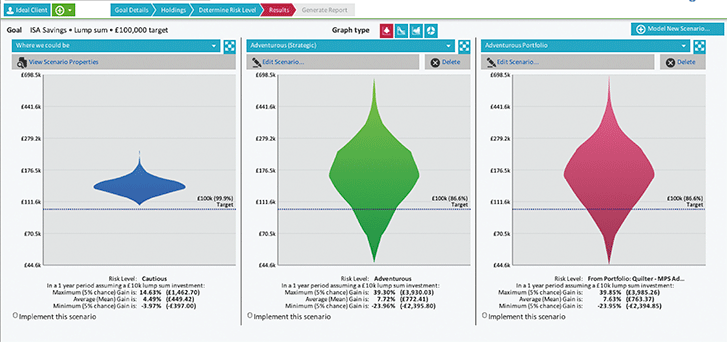 Ideal Client
Goal Details
Holdings
Determine Risk Level
Results
Generate Report
Goal ISA Savings • Lump sum • £100,000 target
Graph type
Model New Scenario...
Where we could be
View Scenario Properties
£698.5k
£441.6k
£279.2k
£176.5k
£111.6k
£70.5k
£44.6k
£100k (99.9%)
Target
Risk Level: Cautious
In a 1 year period assuming a £10k lump sum investment:
Maximum (5% chance) Gain is: 14.63% (£1,462.70)
Average (Mean) Gain is: 4.49% (£449.42)
Minimum (5% chance) Gain is: -3.97% (-£397.00)
Implement this scenario
Adventurous (Strategic)
Edit Scenario...
Delete
£698.5k
£441.6k
£279.2k
£176.5k
£111.6k
£70.5k
£44.6k
£100k (86.6%)
Target
Risk Level: Adventurous
In a 1 year period assuming a £10k lump sum investment:
Maximum (5% chance) Gain is: 39.30% (£3,930.03)
Average (Mean) Gain is: 7.72% (£772.41)
Minimum (5% chance) Gain is: -23.96% (-£2,395.80)
Implement this scenario
Adventurous Portfolio
Edit Scenario...
Delete
£698.5k
£441.6k
£279.2k
£176.5k
£111.6k
£70.5k
£44.6k
£100k (86.6%)
Target
Risk Level: From Portfolio: Quilter - MPS Ad...
In a 1 year period assuming a £10k lump sum investment:
Maximum (5% chance) Gain is: 39.85% (£3,985.26)
Average (Mean) Gain is: 7.63% (£763.37)
Minimum (5% chance) Gain is: -23.95% (-£2,394.85)
Implement this scenario